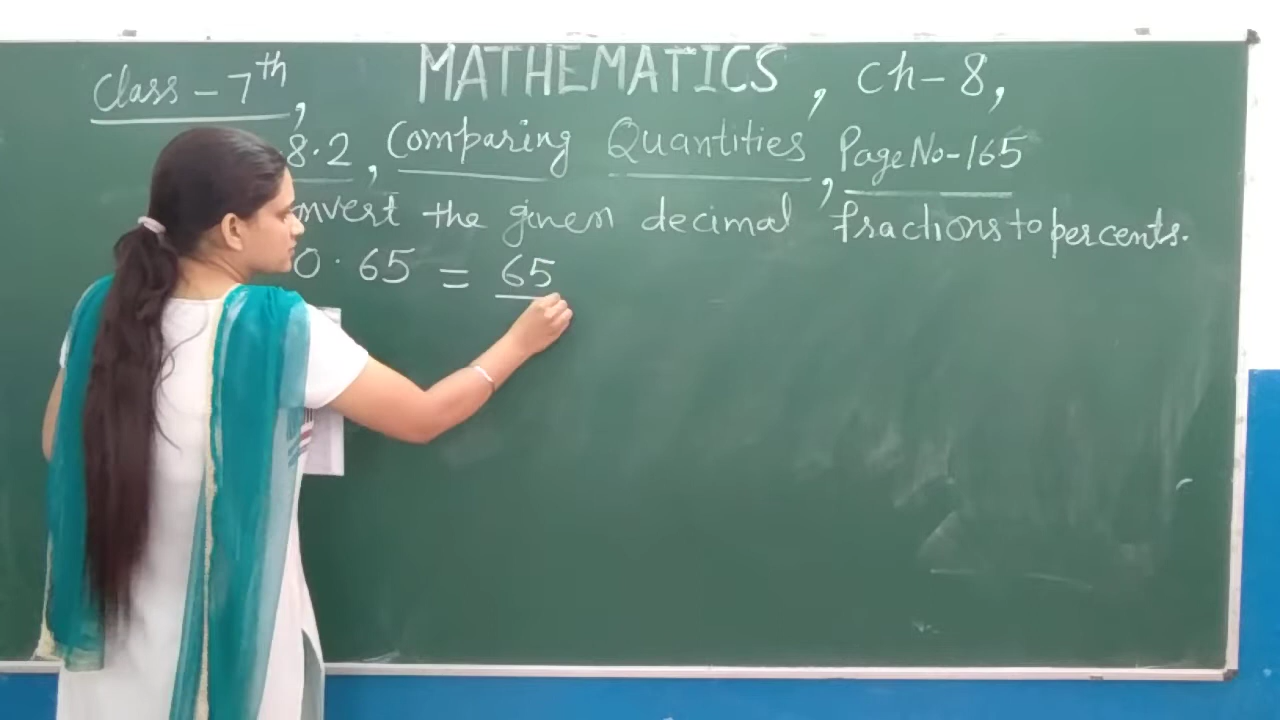 Class - 7th, MATHEMATICS, Ch-8,
8.2, Comparing Quantities, Page No-165
nvert the given decimal fractions to percents.
0.65 = 65